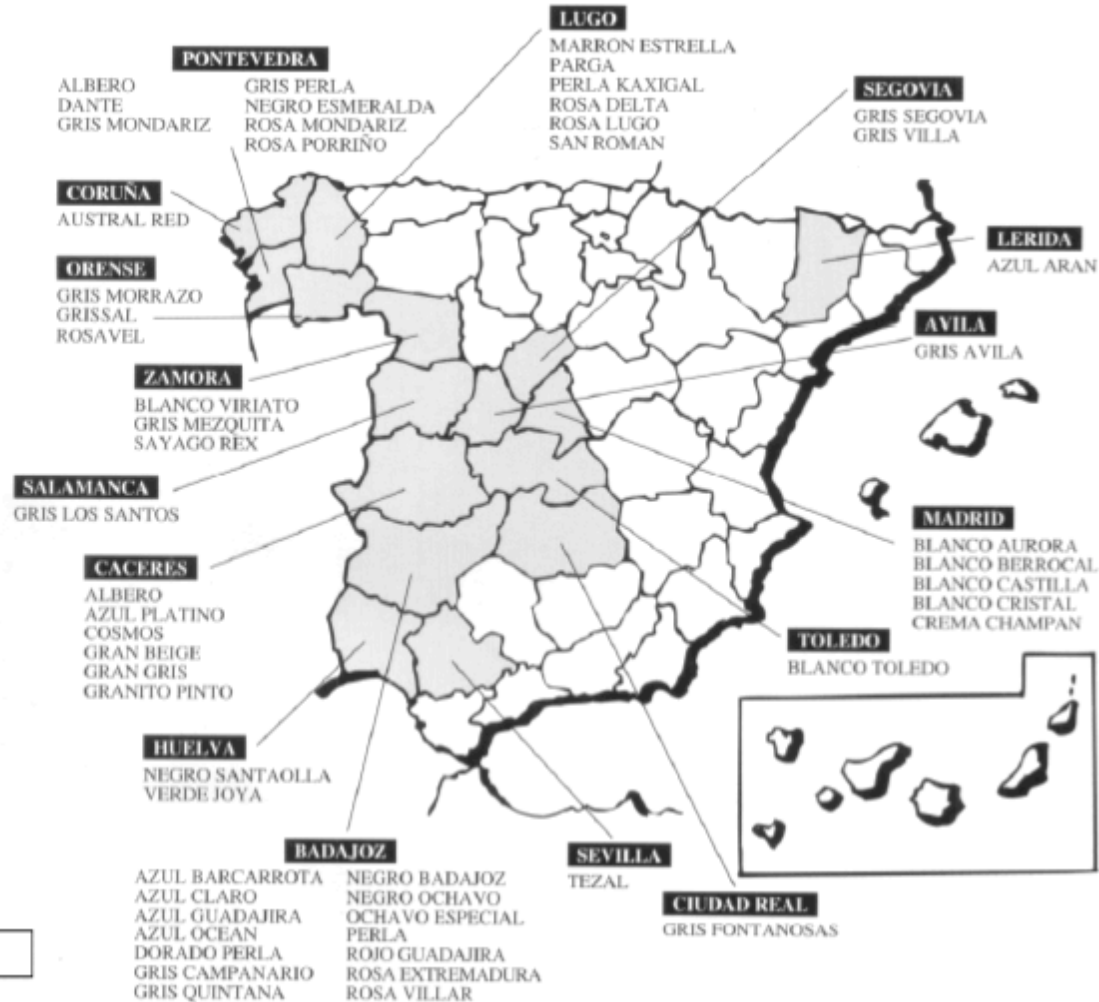 LUGO
MARRON ESTRELLA
PARGA
PERLA KAXIGAL
ROSA DELTA
ROSA LUGO
SAN ROMAN
PONTEVEDRA
ALBERO
DANTE
GRIS MONDARIZ
GRIS PERLA
NEGRO ESMERALDA
ROSA MONDARIZ
ROSA PORRIÑO
SEGOVIA
GRIS SEGOVIA
GRIS VILLA
CORUÑA
AUSTRAL RED
LERIDA
AZUL ARAN
ORENSE
GRIS MORRAZO
GRISSAL
ROSAVEL
AVILA
GRIS AVILA
ZAMORA
BLANCO VIRIATO
GRIS MEZQUITA
SAYAGO REX
SALAMANCA
GRIS LOS SANTOS
MADRID
BLANCO AURORA
BLANCO BERROCAL
BLANCO CASTILLA
BLANCO CRISTAL
CREMA CHAMPAN
CACERES
ALBERO
AZUL PLATINO
COSMOS
GRAN BEIGE
GRAN GRIS
GRANITO PINTO
TOLEDO
BLANCO TOLEDO
HUELVA
NEGRO SANTAOLLA
VERDE JOYA
BADAJOZ
AZUL BARCARROTA
AZUL CLARO
AZUL GUADAJIRA
AZUL OCEAN
DORADO PERLA
GRIS CAMPANARIO
GRIS QUINTANA
NEGRO BADAJOZ
NEGRO OCHAVO
OCHAVO ESPECIAL
PERLA
ROJO GUADAJIRA
ROSA EXTREMADURA
ROSA VILLAR
SEVILLA
TEZAL
CIUDAD REAL
GRIS FONTANOSAS